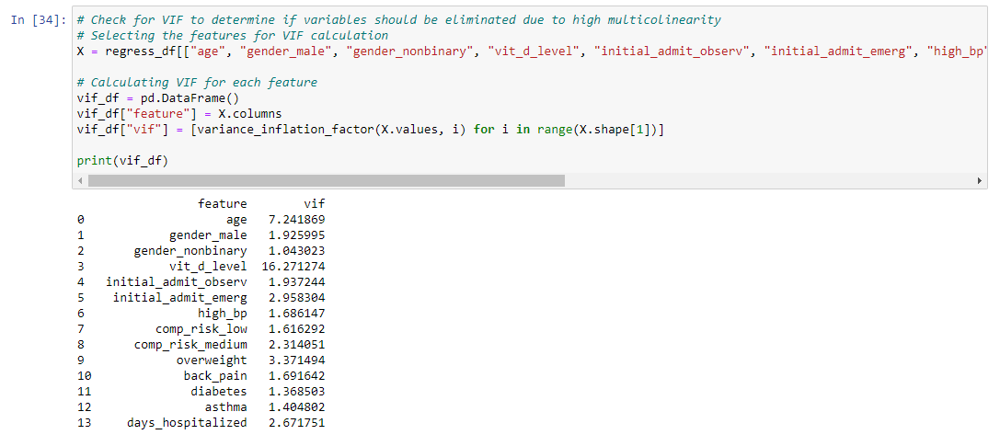 In [34]: # Check for VIF to determine if variables should be eliminated due to high multicolinearity
# Selecting the features for VIF calculation
X = regress_df[["age", "gender_male", "gender_nonbinary", "vit_d_level", "initial_admit_observ", "initial_admit_emerg", "high_bp"
# Calculating VIF for each feature
vif_df = pd.DataFrame()
vif_df["feature"] = X.columns
vif_df["vif"] = [variance_inflation_factor(X.values, i) for i in range(X.shape[1])]
print(vif_df)
feature vif
0 age 7.241869
1 gender_male 1.925995
2 gender_nonbinary 1.043023
3 vit_d_level 16.271274
4 initial_admit_observ 1.937244
5 initial_admit_emerg 2.958304
6 high_bp 1.686147
7 comp_risk_low 1.616292
8 comp_risk_medium 2.314051
9 overweight 3.371494
10 back_pain 1.691642
11 diabetes 1.368503
12 asthma 1.404802
13 days_hospitalized 2.671751